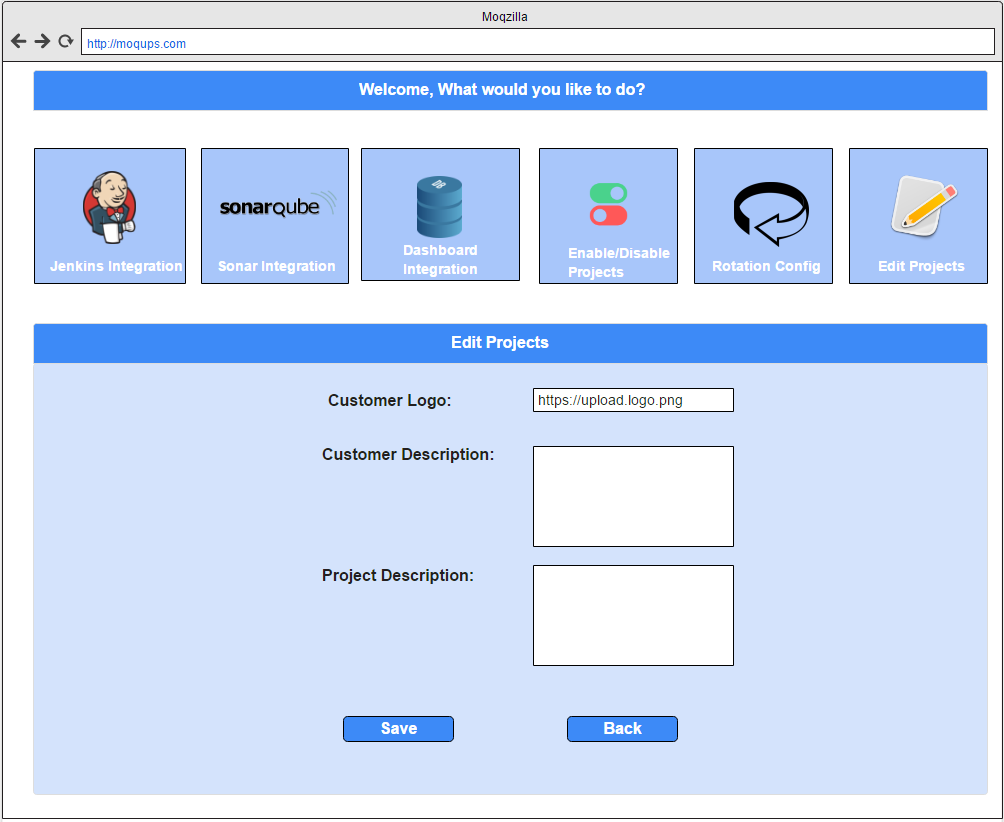 Moqzilla
http://moqups.com
Welcome, What would you like to do?
sonarqube
DB
Jenkins Integration
Sonar Integration
Dashboard
Integration
Enable/Disable
Projects
Rotation Config
Edit Projects
Edit Projects
Customer Logo:
https://upload.logo.png
Customer Description:
Project Description:
Save
Back